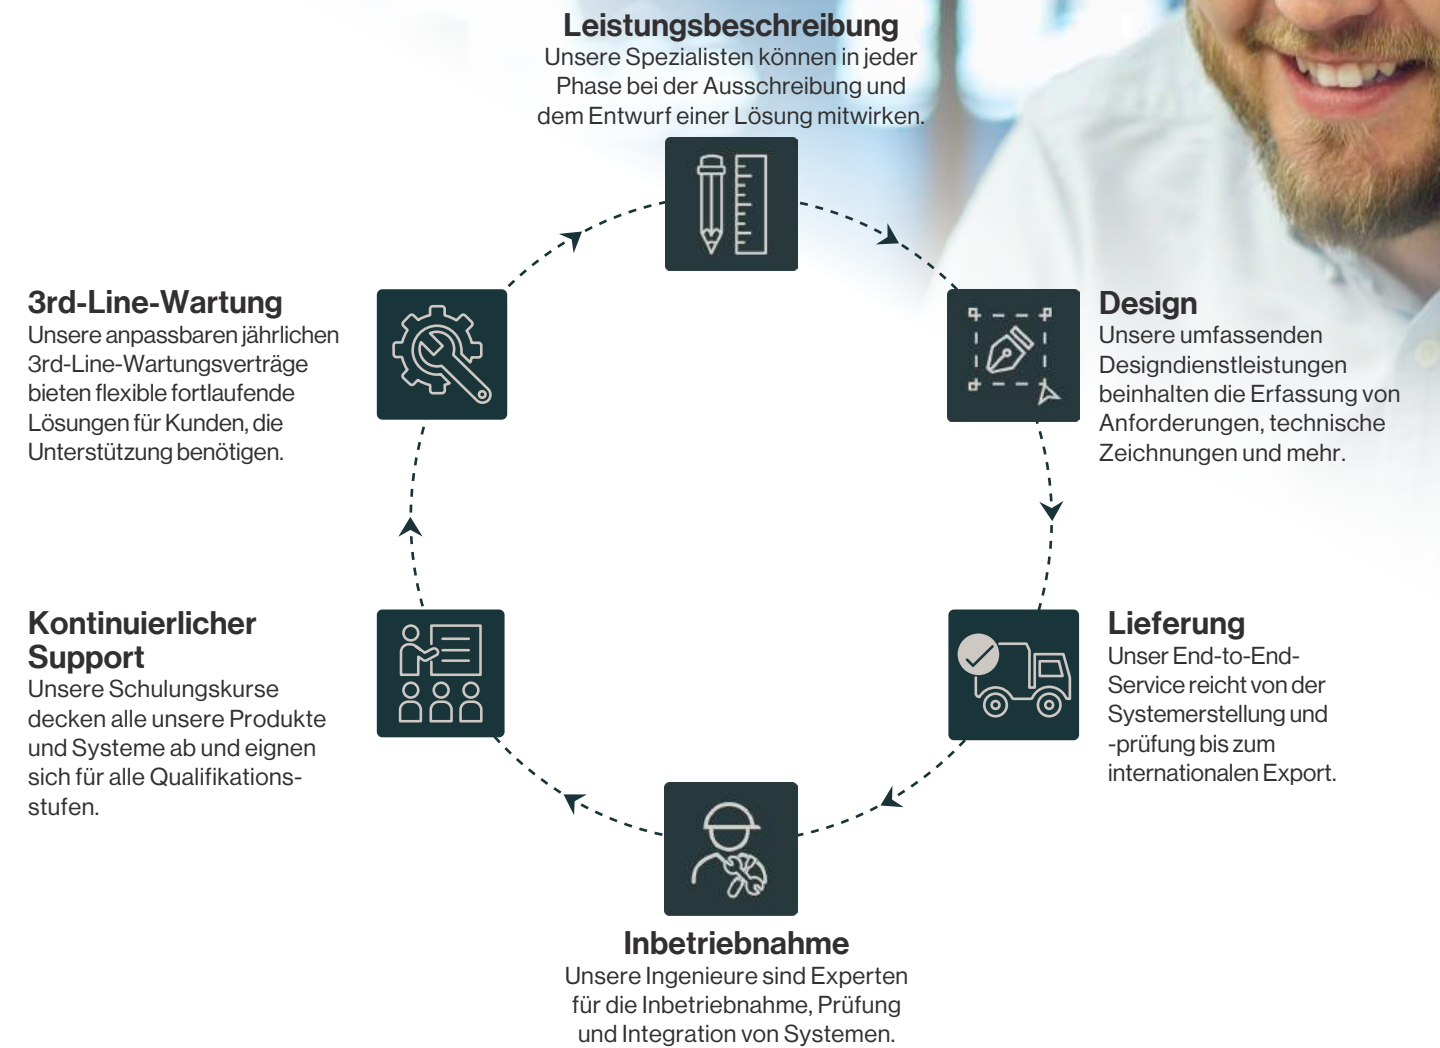 Leistungsbeschreibung
Unsere Spezialisten können in jeder
Phase bei der Ausschreibung und
dem Entwurf einer Lösung mitwirken.
Design
Unsere umfassenden
Designdienstleistungen
beinhalten die Erfassung von
Anforderungen, technische
Zeichnungen und mehr.
Lieferung
Unser End-to-End-
Service reicht von der
Systemerstellung und
-prüfung bis zum
internationalen Export.
Inbetriebnahme
Unsere Ingenieure sind Experten
für die Inbetriebnahme, Prüfung
und Integration von Systemen.
Kontinuierlicher
Support
Unsere Schulungskurse
decken alle unsere Produkte
und Systeme ab und eignen
sich für alle Qualifikations-
stufen.
3rd-Line-Wartung
Unsere anpassbaren jährlichen
3rd-Line-Wartungsverträge
bieten flexible fortlaufende
Lösungen für Kunden, die
Unterstützung benötigen.